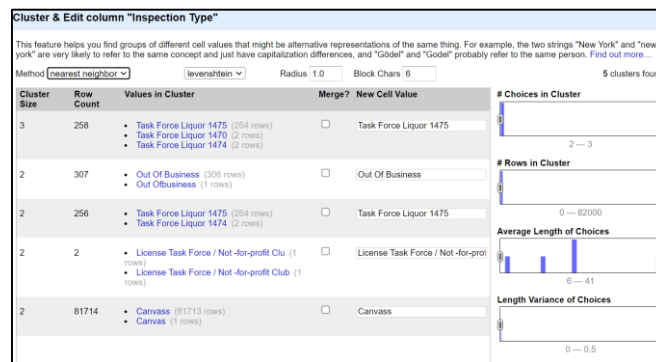 Cluster & Edit column "Inspection Type"
This feature helps you find groups of different cell values that might be alternative representations of the same thing. For example, the two strings "New York" and "new
york" are very likely to refer to the same concept and just have capitalization differences, and "Gödel" and "Godel" probably refer to the same person. Find out more…
Method nearest neighbor levenshtein Radius 1.0 Block Chars 6 5 clusters four
Cluster Size Row Count Values in Cluster Merge? New Cell Value
3 258 • Task Force Liquor 1475 (254 rows) Task Force Liquor 1475
• Task Force Liquor 1470 (2 rows)
• Task Force Liquor 1474 (2 rows)
2 307 • Out Of Business (306 rows) Out Of Business
• Out Ofbusiness (1 rows)
2 256 • Task Force Liquor 1475 (254 rows) Task Force Liquor 1475
• Task Force Liquor 1474 (2 rows)
2 2 • License Task Force / Not -for-profit Clu (1 License Task Force / Not -for-prof
rows)
• License Task Force / Not -for-profit Club (1
rows)
2 81714 • Canvass (81713 rows) Canvass
• Canvas (1 rows)
# Choices in Cluster
2 — 3
# Rows in Cluster
0 — 82000
Average Length of Choices
6 — 41
Length Variance of Choices
0 — 0.5